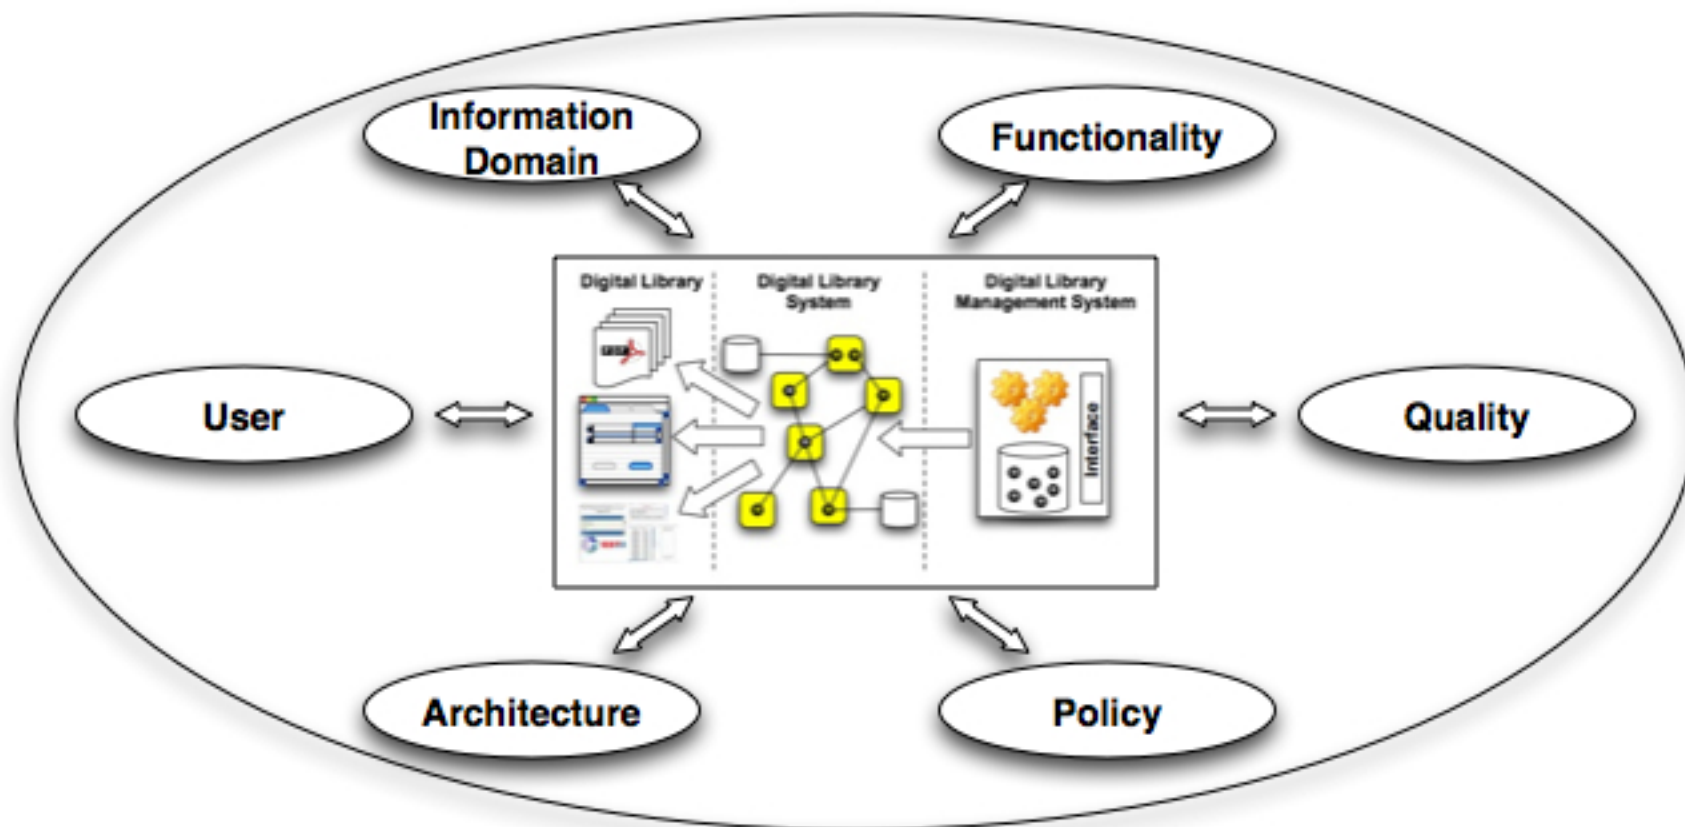 Information
Domain
Functionality
Digital Library
Digital Library
System
Digital Library
Management System
Interface
User
Quality
Architecture
Policy